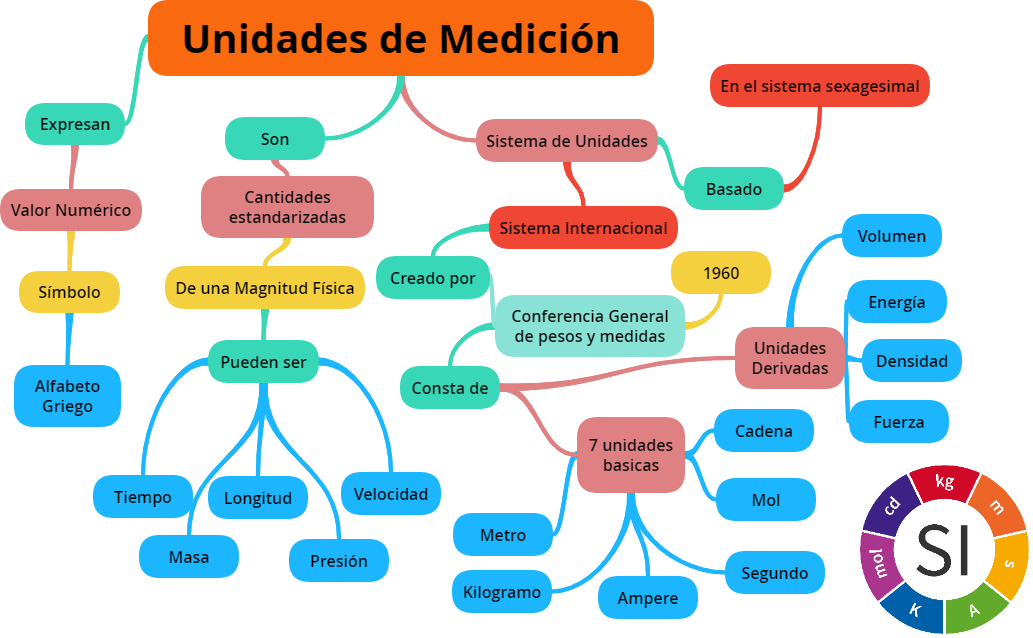 Unidades de Medición
En el sistema sexagesimal
Expresan
Son
Sistema de Unidades
Basado
Valor Numérico
Cantidades
estandarizadas
Sistema Internacional
Volumen
Creado por
1960
Símbolo
De una Magnitud Física
Conferencia General
de pesos y medidas
Energía
Pueden ser
Unidades
Derivadas
Densidad
Alfabeto
Griego
Consta de
Fuerza
7 unidades
basicas
Cadena
Tiempo
Longitud
Velocidad
Mol
Metro
Masa
Presión
Segundo
Kilogramo
Ampere
kg
m
s
A
K
mol
cd
SI